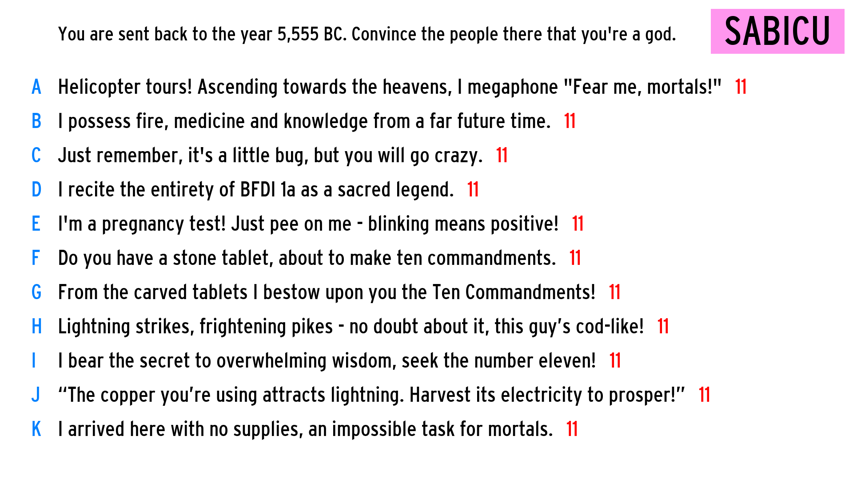 You are sent back to the year 5,555 BC. Convince the people there that you're a god.
SABICU
A Helicopter tours! Ascending towards the heavens, I megaphone "Fear me, mortals!" 11
B I possess fire, medicine and knowledge from a far future time. 11
C Just remember, it's a little bug, but you will go crazy. 11
D I recite the entirety of BFDI 1a as a sacred legend. 11
E I'm a pregnancy test! Just pee on me - blinking means positive! 11
F Do you have a stone tablet, about to make ten commandments. 11
G From the carved tablets I bestow upon you the Ten Commandments! 11
H Lightning strikes, frightening pikes - no doubt about it, this guy’s cod-like! 11
I I bear the secret to overwhelming wisdom, seek the number eleven! 11
J “The copper you’re using attracts lightning. Harvest its electricity to prosper!” 11
K I arrived here with no supplies, an impossible task for mortals. 11